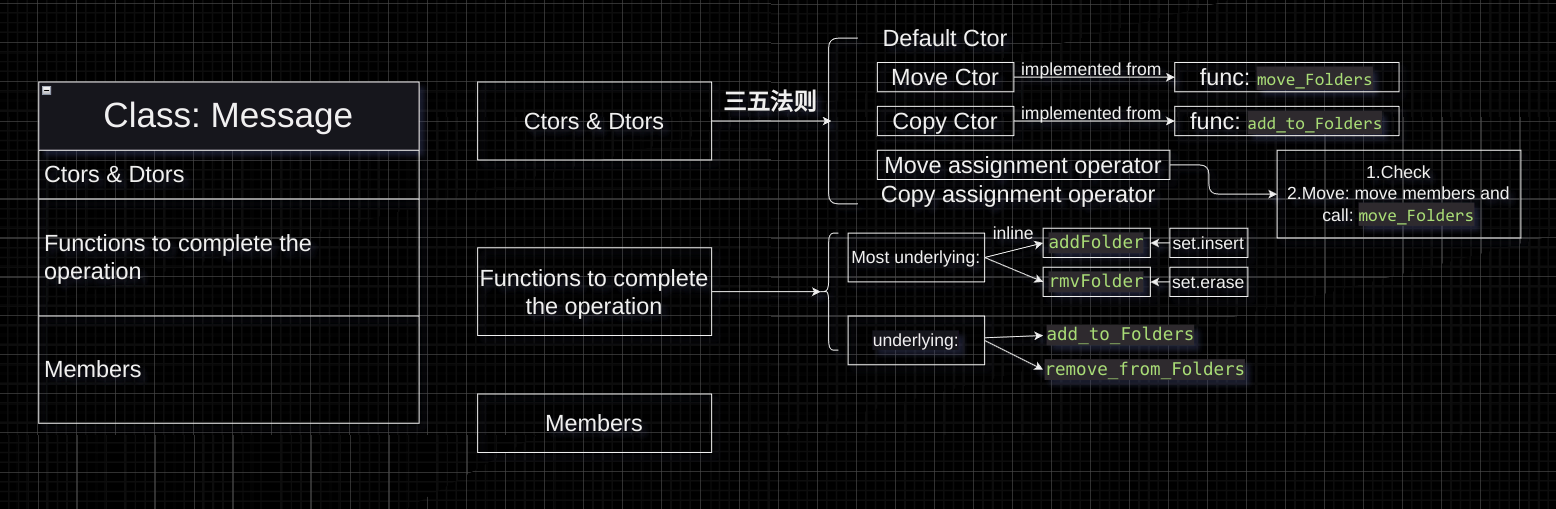 Class: Message
Ctors & Dtors
Functions to complete the
operation
Members
Ctors & Dtors
三五法则
Default Ctor
Move Ctor
implemented from
func: move_Folders
Copy Ctor
implemented from
func: add_to_Folders
Move assignment operator
1.Check
2.Move: move members and
call: move_Folders
Copy assignment operator
Functions to complete
the operation
Most underlying:
inline
addFolder
set.insert
rmvFolder
set.erase
underlying:
add_to_Folders
remove_from_Folders
Members